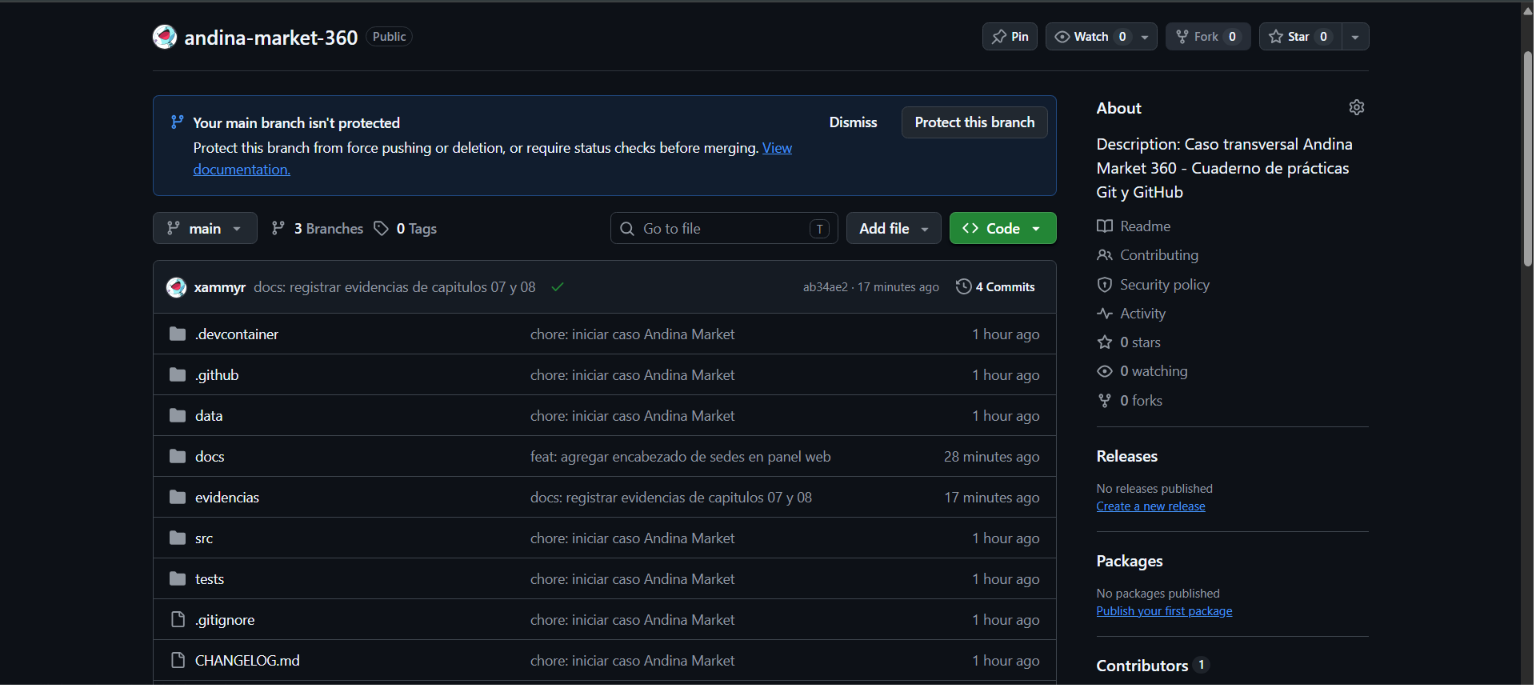 andina-market-360 Public Pin Watch 0 Fork 0 Star 0
Your main branch isn't protected
Protect this branch from force pushing or deletion, or require status checks before merging. View
documentation.
Dismiss Protect this branch
main 3 Branches 0 Tags Go to file T Add file Code
xammyr docs: registrar evidencias de capitulos 07 y 08 ab34ae2 · 17 minutes ago 4 Commits
.devcontainer chore: iniciar caso Andina Market 1 hour ago
.github chore: iniciar caso Andina Market 1 hour ago
data chore: iniciar caso Andina Market 1 hour ago
docs feat: agregar encabezado de sedes en panel web 28 minutes ago
evidencias docs: registrar evidencias de capitulos 07 y 08 17 minutes ago
src chore: iniciar caso Andina Market 1 hour ago
tests chore: iniciar caso Andina Market 1 hour ago
.gitignore chore: iniciar caso Andina Market 1 hour ago
CHANGELOG.md chore: iniciar caso Andina Market 1 hour ago
About
Description: Caso transversal Andina
Market 360 - Cuaderno de prácticas
Git y GitHub
Readme
Contributing
Security policy
Activity
0 stars
0 watching
0 forks
Releases
No releases published
Create a new release
Packages
No packages published
Publish your first package
Contributors 1